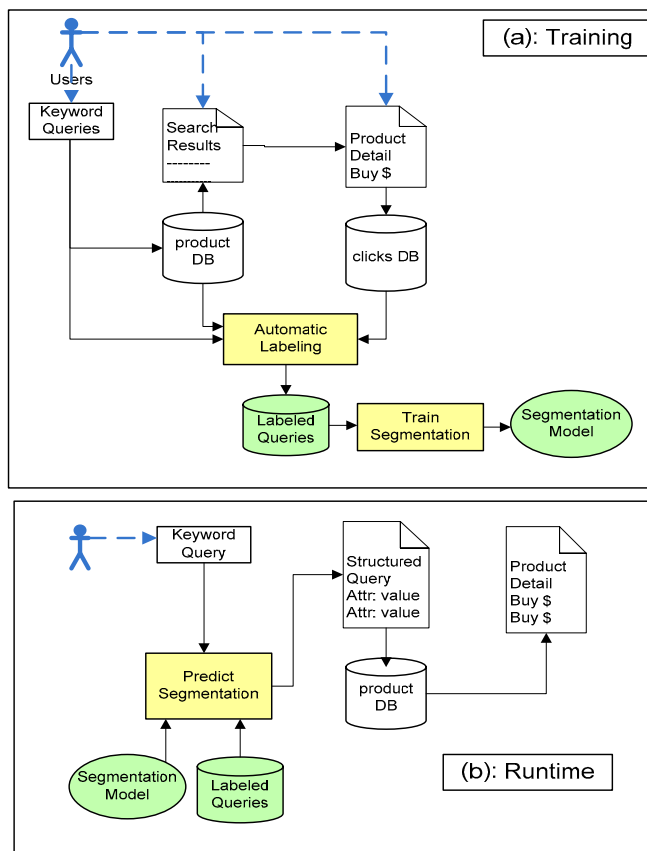 (a): Training
Users
Keyword
Queries
Search
Results
--------
---------
Product
Detail
Buy $
product
DB
clicks DB
Automatic
Labeling
Labeled
Queries
Train
Segmentation
Segmentation
Model
Keyword
Query
Structured
Query
Attr: value
Attr: value
Product
Detail
Buy $
Buy $
Predict
Segmentation
product
DB
Segmentation
Model
Labeled
Queries
(b): Runtime